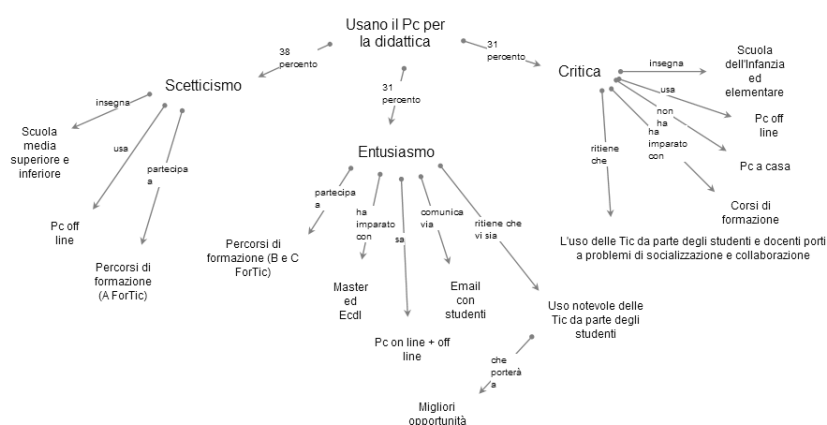 Usano il Pc per
la didattica
38
percento
31
percento
31
percento
Scetticismo
insegna
Scuola
media
superiore e
inferiore
usa
Pc off
line
partecipa
a
Percorsi di
formazione
(A ForTic)
Entusiasmo
partecipa
a
Percorsi di
formazione (B e C
ForTic)
ha
imparato
con
Master
ed
Ecdl
sa
Pc on line + off
line
comunica
via
Email
con
studenti
ritiene che
vi sia
Uso notevole delle
Tic da parte degli
studenti
che
porterà
a
Migliori
opportunità
Critica
insegna
Scuola
dell'Infanzia
ed
elementare
usa
Pc off
line
non
ha
Pc a casa
ha
imparato
con
Corsi di
formazione
ritiene
che
L'uso delle Tic da parte degli studenti e docenti porti
a problemi di socializzazione e collaborazione